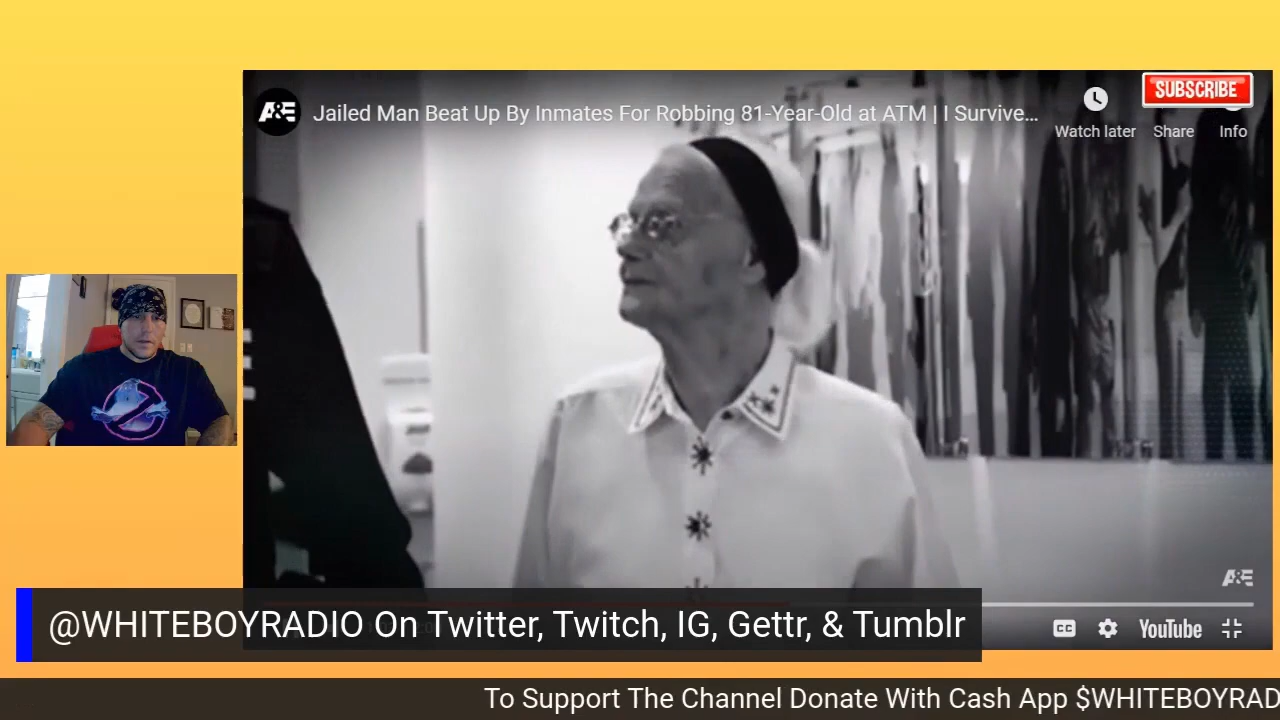 A&E
Jailed Man Beat Up By Inmates For Robbing 81-Year-Old at ATM | I Survive...
SUBSCRIBE
Watch later
Share
Info
A&E
@WHITEBOYRADIO On Twitter, Twitch, IG, Gettr, & Tumblr
CC
YouTube
To Support The Channel Donate With Cash App $WHITEBOYRAD